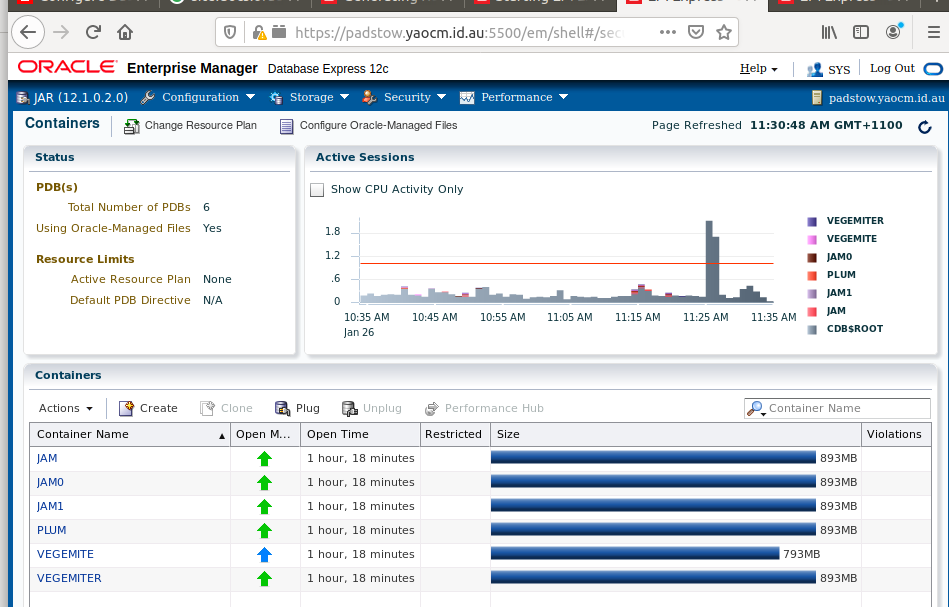 https://padstow.yaocm.id.au:5500/em/shell#/sec
ORACLE Enterprise Manager Database Express 12c
Help SYS Log Out
JAR (12.1.0.2.0) Configuration Storage Security Performance padstow.yaocm.id.au
Containers Change Resource Plan Configure Oracle-Managed Files Page Refreshed 11:30:48 AM GMT+1100
Status
PDB(s)
Total Number of PDBs 6
Using Oracle-Managed Files Yes
Resource Limits
Active Resource Plan None
Default PDB Directive N/A
Active Sessions
Show CPU Activity Only
1.8
1.2
.6
0
10:35 AM 10:45 AM 10:55 AM 11:05 AM 11:15 AM 11:25 AM 11:35 AM
Jan 26
VEGEMITER
VEGEMITE
JAM0
PLUM
JAM1
JAM
CDB$ROOT
Containers
Actions Create Clone Plug Unplug Performance Hub Container Name
Container Name Open M... Open Time Restricted Size Violations
JAM 1 hour, 18 minutes 893MB
JAM0 1 hour, 18 minutes 893MB
JAM1 1 hour, 18 minutes 893MB
PLUM 1 hour, 18 minutes 893MB
VEGEMITE 1 hour, 18 minutes 793MB
VEGEMITER 1 hour, 18 minutes 893MB